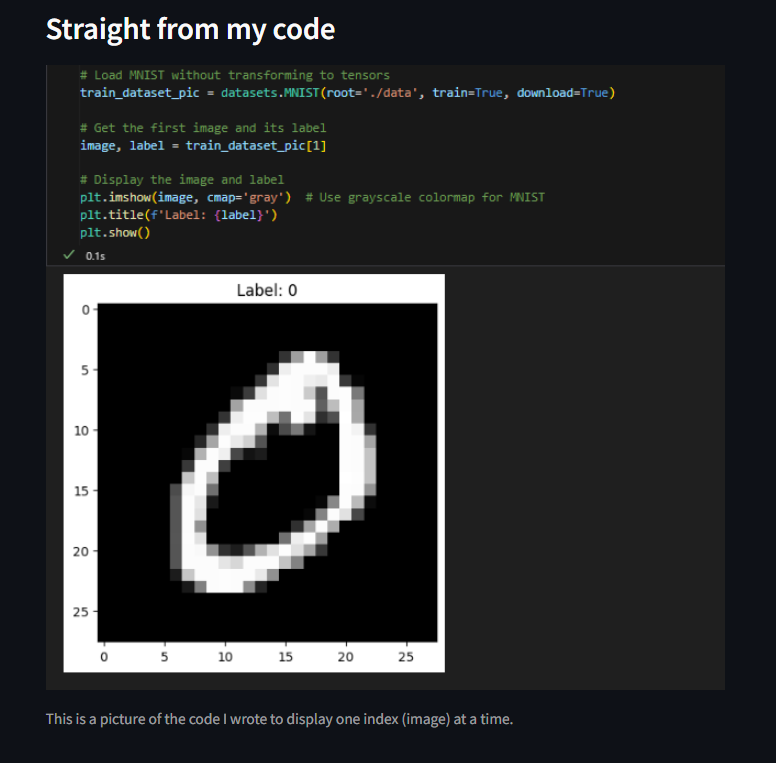 Straight from my code
# Load MNIST without transforming to tensors
train_dataset_pic = datasets.MNIST(root='./data', train=True, download=True)
# Get the first image and its label
image, label = train_dataset_pic[1]
# Display the image and label
plt.imshow(image, cmap='gray')  # Use grayscale colormap for MNIST
plt.title(f'Label: {label}')
plt.show()
0.1s
Label: 0
0
5
10
15
20
25
0 5 10 15 20 25
This is a picture of the code I wrote to display one index (image) at a time.